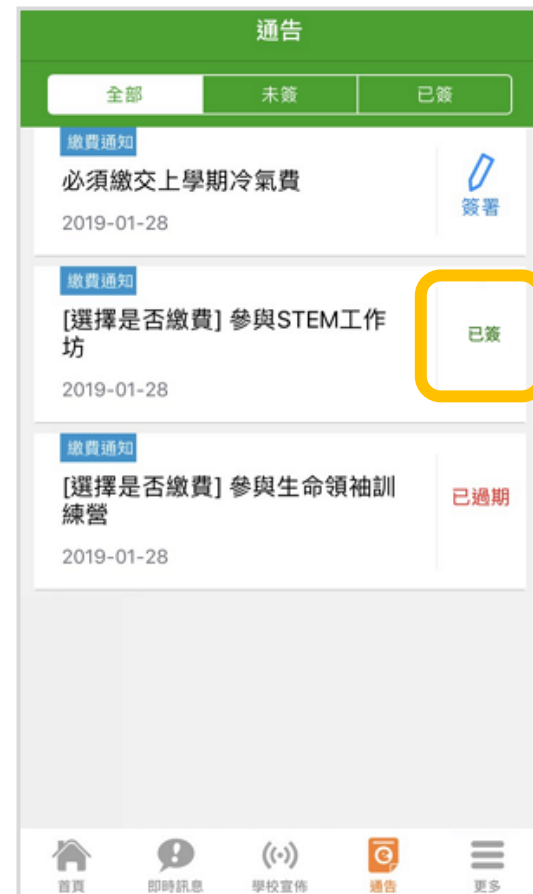 通告
全部 未簽 已簽
繳費通知
必須繳交上學期冷氣費
2019-01-28
簽署
繳費通知
[選擇是否繳費] 參與STEM工作
坊
2019-01-28
已簽
繳費通知
[選擇是否繳費] 參與生命領袖訓
練營
2019-01-28
已過期
首頁 即時訊息 學校宣佈 通告 更多